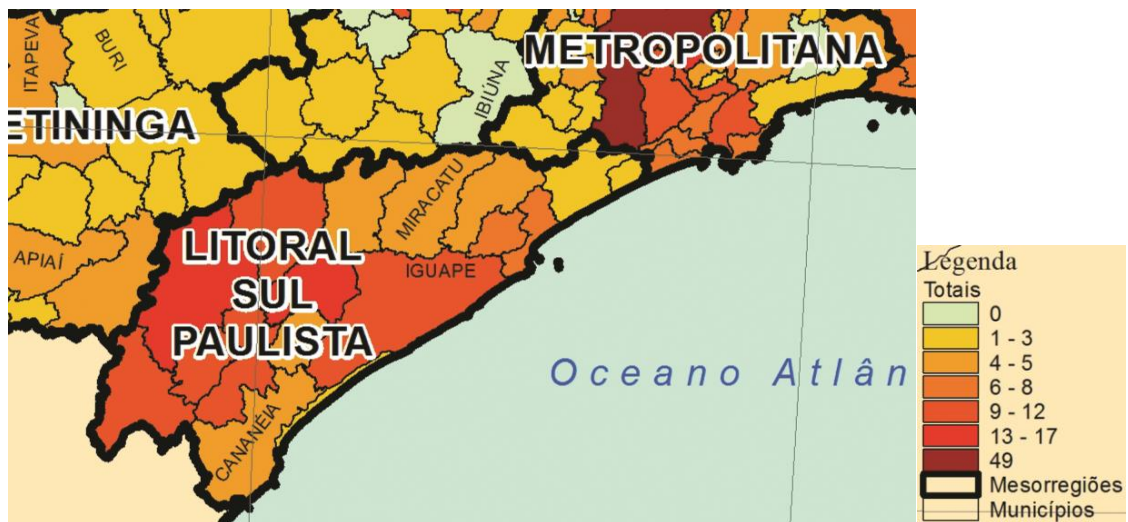 ITAPEVA
BURI
ETININGA
IBIÚNA
METROPOLITANA
APIAÍ
MIRACATU
LITORAL
SUL
PAULISTA
IGUAPE
CANANÉIA
Oceano Atlân
Légenda
Totais
0
1 - 3
4 - 5
6 - 8
9 - 12
13 - 17
49
Mesorregiões
Municípios